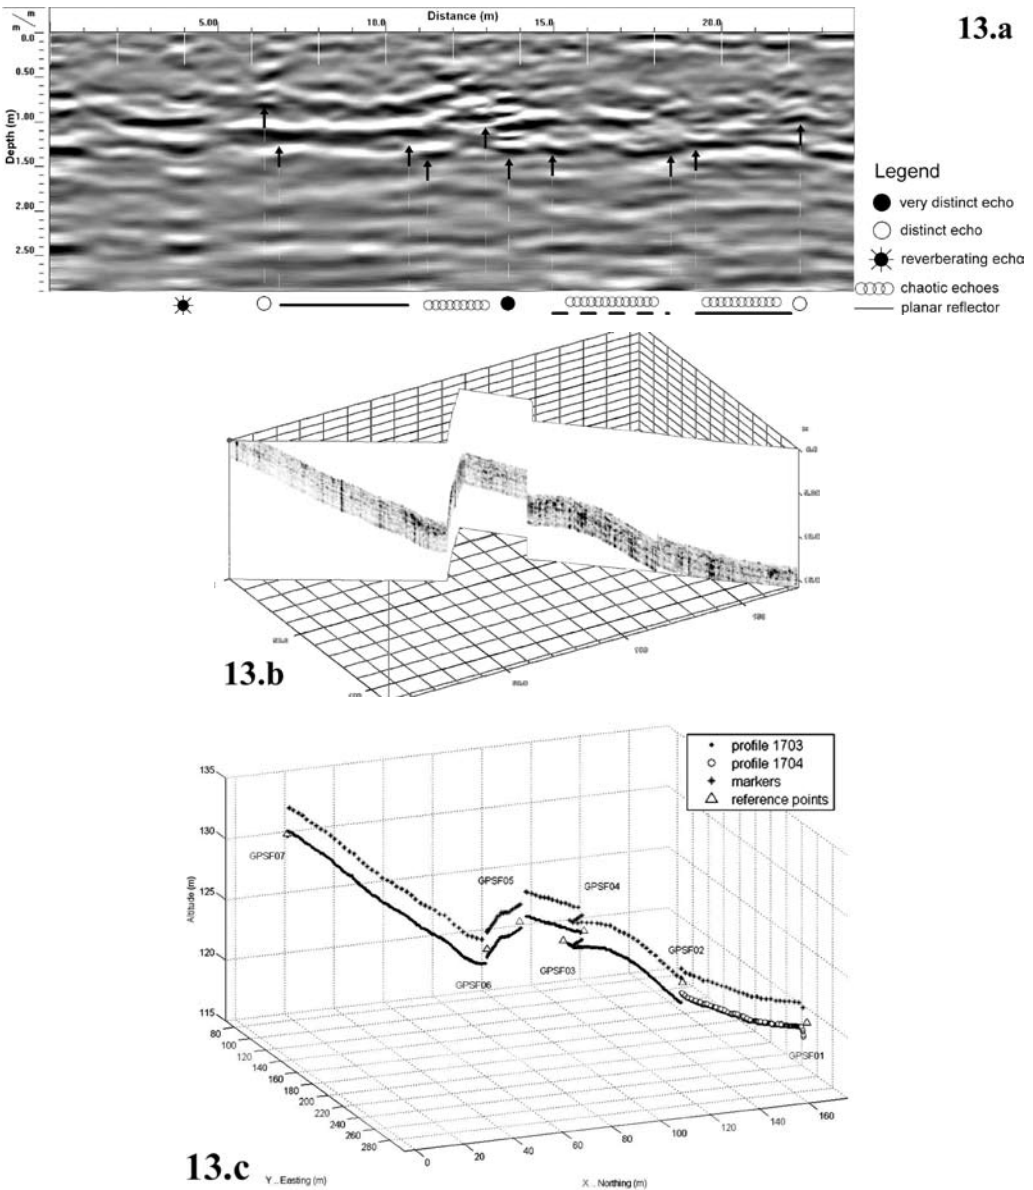 Distance (m)
13.a
m
m
5.00
10.0
15.0
20.0
0.0
0.50
1.00
1.50
2.00
2.50
Depth (m)
Legend
very distinct echo
distinct echo
reverberating echo
chaotic echoes
planar reflector
13.b
profile 1703
profile 1704
markers
reference points
135
130
125
120
115
Altitude (m)
GPSF07
GPSF05
GPSF04
GPSF02
GPSF03
GPSF06
GPSF01
80
100
120
140
160
180
200
220
240
260
280
0
20
40
60
80
100
120
140
160
13.c
Y .. Easting (m)
X .. Northing (m)